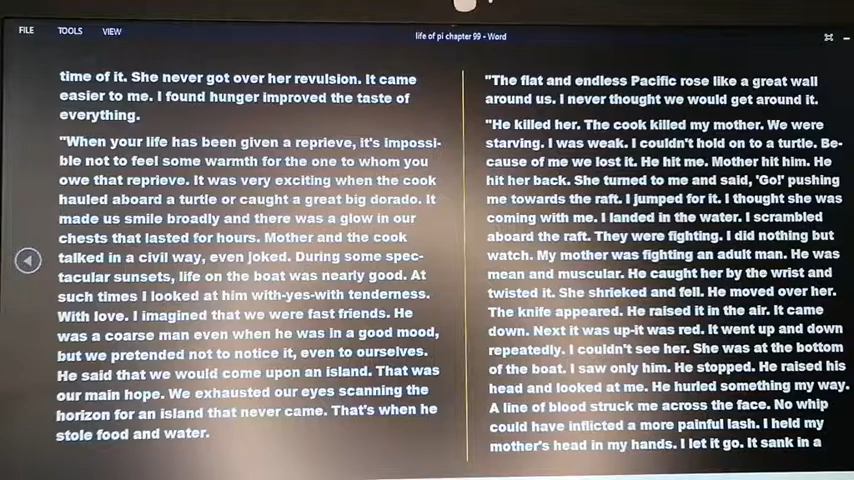 FILE TOOLS VIEW
life of pi chapter 99 - Word
time of it. She never got over her revulsion. It came
easier to me. I found hunger improved the taste of
everything.
"When your life has been given a reprieve, it's impossi-
ble not to feel some warmth for the one to whom you
owe that reprieve. It was very exciting when the cook
hauled aboard a turtle or caught a great big dorado. It
made us smile broadly and there was a glow in our
chests that lasted for hours. Mother and the cook
talked in a civil way, even joked. During some spec-
tacular sunsets, life on the boat was nearly good. At
such times I looked at him with-yes-with tenderness.
With love. I imagined that we were fast friends. He
was a coarse man even when he was in a good mood,
but we pretended not to notice it, even to ourselves.
He said that we would come upon an island. That was
our main hope. We exhausted our eyes scanning the
horizon for an island that never came. That's when he
stole food and water.
"The flat and endless Pacific rose like a great wall
around us. I never thought we would get around it.
"He killed her. The cook killed my mother. We were
starving. I was weak. I couldn't hold on to a turtle. Be-
cause of me we lost it. He hit me. Mother hit him. He
hit her back. She turned to me and said, 'Go!' pushing
me towards the raft. I jumped for it. I thought she was
coming with me. I landed in the water. I scrambled
aboard the raft. They were fighting. I did nothing but
watch. My mother was fighting an adult man. He was
mean and muscular. He caught her by the wrist and
twisted it. She shrieked and fell. He moved over her.
The knife appeared. He raised it in the air. It came
down. Next it was up-it was red. It went up and down
repeatedly. I couldn't see her. She was at the bottom
of the boat. I saw only him. He stopped. He raised his
head and looked at me. He hurled something my way.
A line of blood struck me across the face. No whip
could have inflicted a more painful lash. I held my
mother's head in my hands. I let it go. It sank in a